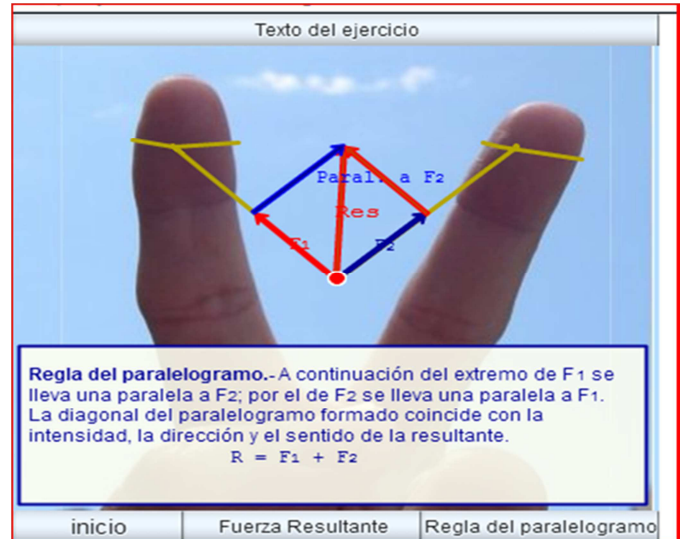 Texto del ejercicio
Paral. a F2
Res
F1
F2
Regla del paralelogramo.- A continuación del extremo de F1 se
lleva una paralela a F2; por el de F2 se lleva una paralela a F1.
La diagonal del paralelogramo formado coincide con la
intensidad, la dirección y el sentido de la resultante.
R = F1 + F2
inicio
Fuerza Resultante
Regla del paralelogramo